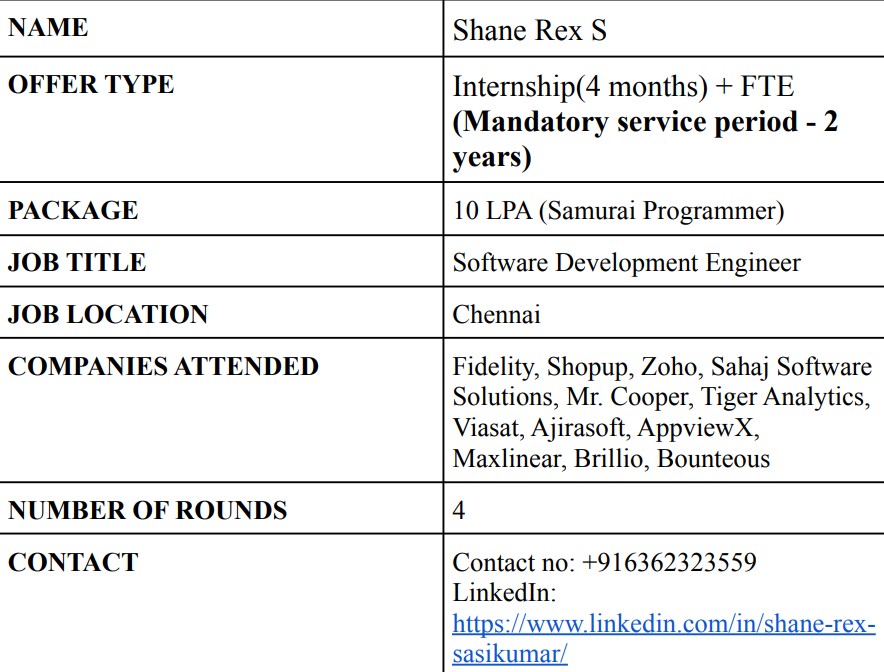 NAME
Shane Rex S
OFFER TYPE
Internship(4 months) + FTE
(Mandatory service period - 2
years)
PACKAGE
10 LPA (Samurai Programmer)
JOB TITLE
Software Development Engineer
JOB LOCATION
Chennai
COMPANIES ATTENDED
Fidelity, Shopup, Zoho, Sahaj Software
Solutions, Mr. Cooper, Tiger Analytics,
Viasat, Ajirasoft, AppviewX,
Maxlinear, Brillio, Bounteous
NUMBER OF ROUNDS
4
CONTACT
Contact no: +916362323559
LinkedIn:
https://www.linkedin.com/in/shane-rex-
sasikumar/